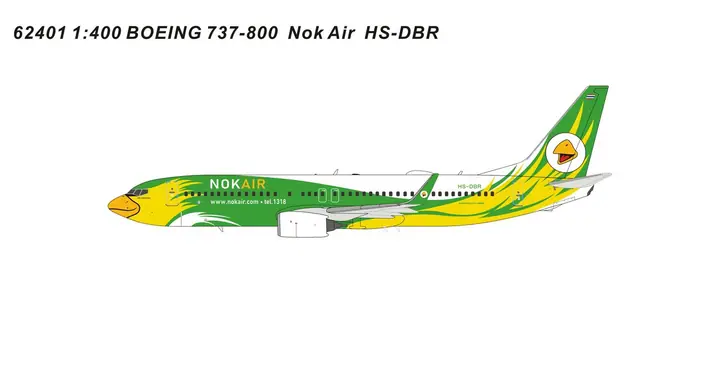 62401 1:400 BOEING 737-800 Nok Air HS-DBR
NOKAIR
www.nokair.com • tel.1318
HS-DBR